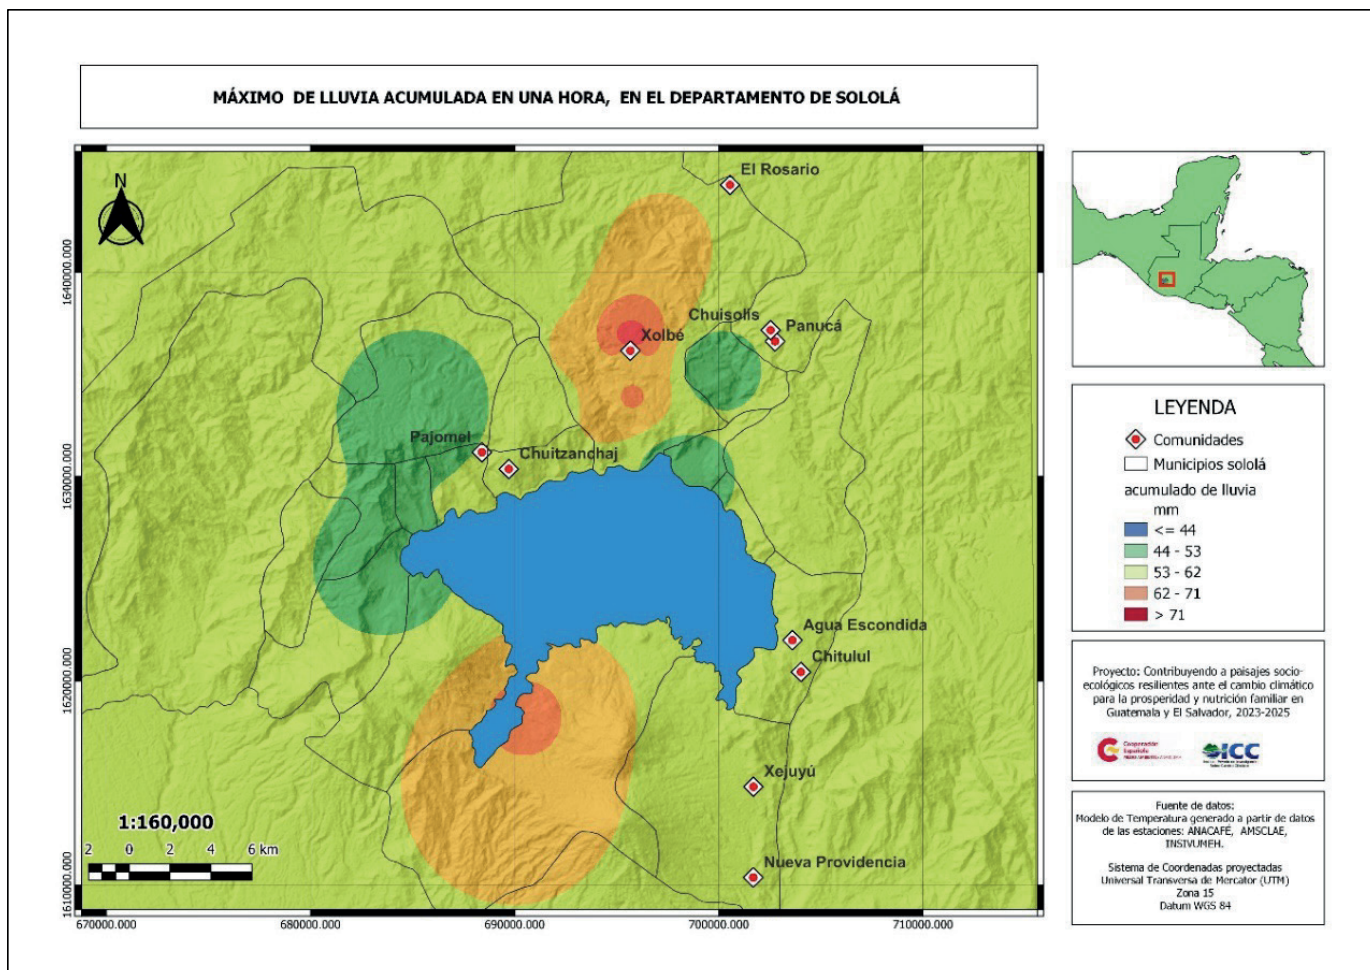 MÁXIMO DE LLUVIA ACUMULADA EN UNA HORA, EN EL DEPARTAMENTO DE SOLOLÁ
N
El Rosario
Chuisolis
Panucá
Xolbé
Pajomel
Chuitzanchaj
Agua Escondida
Chitulul
Xejuyú
Nueva Providencia
1:160,000
2 0 2 4 6 km
1640000.000
1630000.000
1620000.000
1610000.000
670000.000
680000.000
690000.000
700000.000
710000.000
LEYENDA
Comunidades
Municipios sololá
acumulado de lluvia
mm
<= 44
44 - 53
53 - 62
62 - 71
> 71
Proyecto: Contribuyendo a paisajes socio-
ecológicos resilientes ante el cambio climático
para la prosperidad y nutrición familiar en
Guatemala y El Salvador, 2023-2025
Cooperación
Española
ICC
Fuente de datos:
Modelo de Temperatura generado a partir de datos
de las estaciones: ANACAFÉ, AMSCLAE,
INSIVUMEH.
Sistema de Coordenadas proyectadas
Universal Transversa de Mercator (UTM)
Zona 15
Datum WGS 84